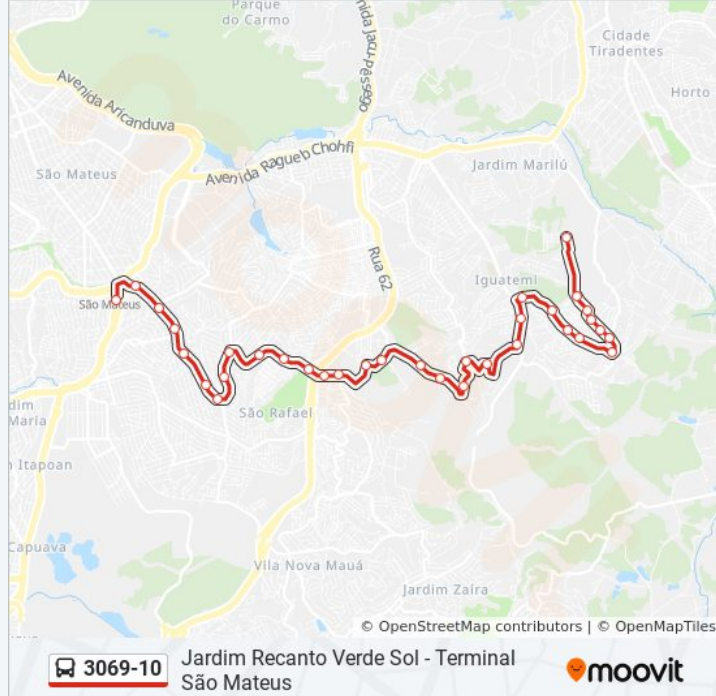 Parque
do Carmo
Avenida Aricanduva
nida Jacu-Pêssego
Cidade
Tiradentes
Horto
São Mateus
Avenida Ragueb Chohfi
Jardim Marilú
Rua 62
Iguatemi
São Mateus
São Rafael
dim
Maria
n Itapoan
Capuava
Vila Nova Mauá
Jardim Zaíra
© OpenStreetMap contributors | © OpenMapTiles
3069-10
Jardim Recanto Verde Sol - Terminal
São Mateus
moovit